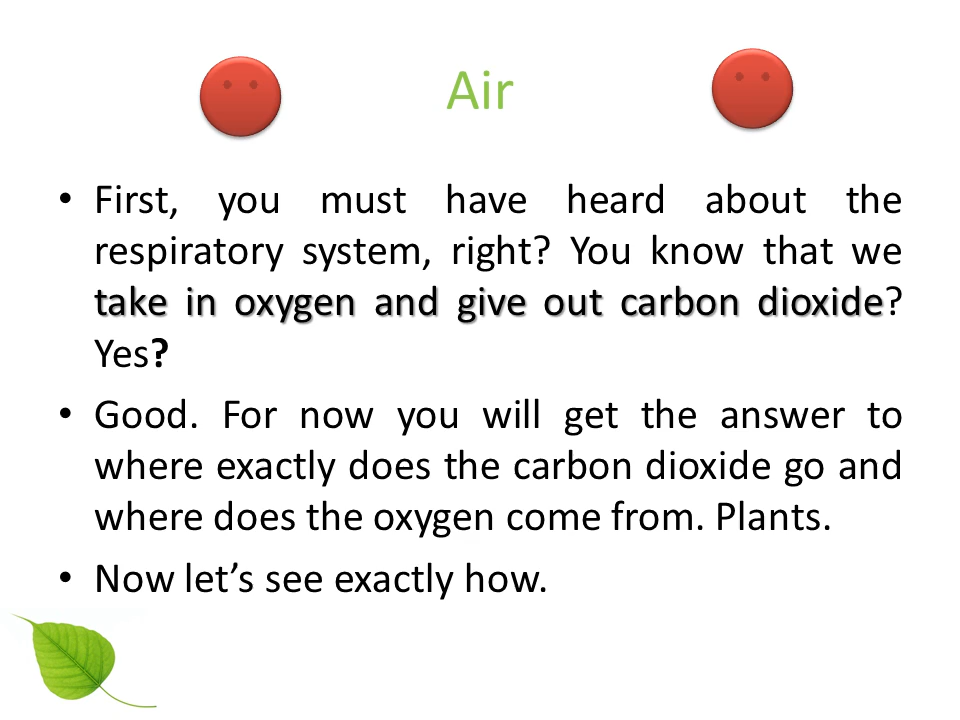 Air
• First, you must have heard about the
respiratory system, right? You know that we
take in oxygen and give out carbon dioxide?
Yes?
• Good. For now you will get the answer to
where exactly does the carbon dioxide go and
where does the oxygen come from. Plants.
• Now let’s see exactly how.